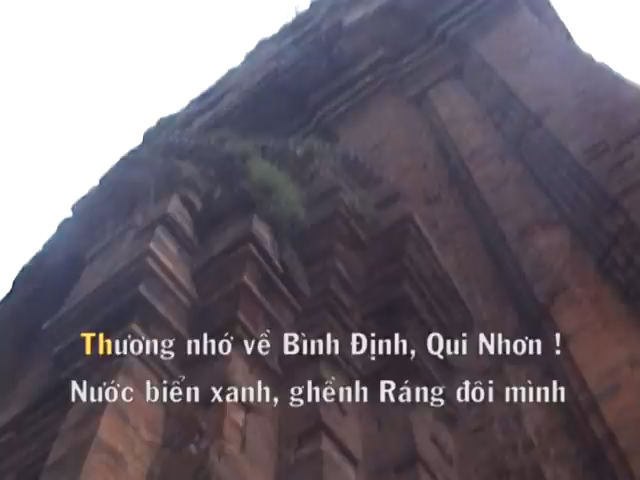 Thương nhớ về Bình Định, Qui Nhơn !
Nước biển xanh, ghềnh Ráng đôi mình